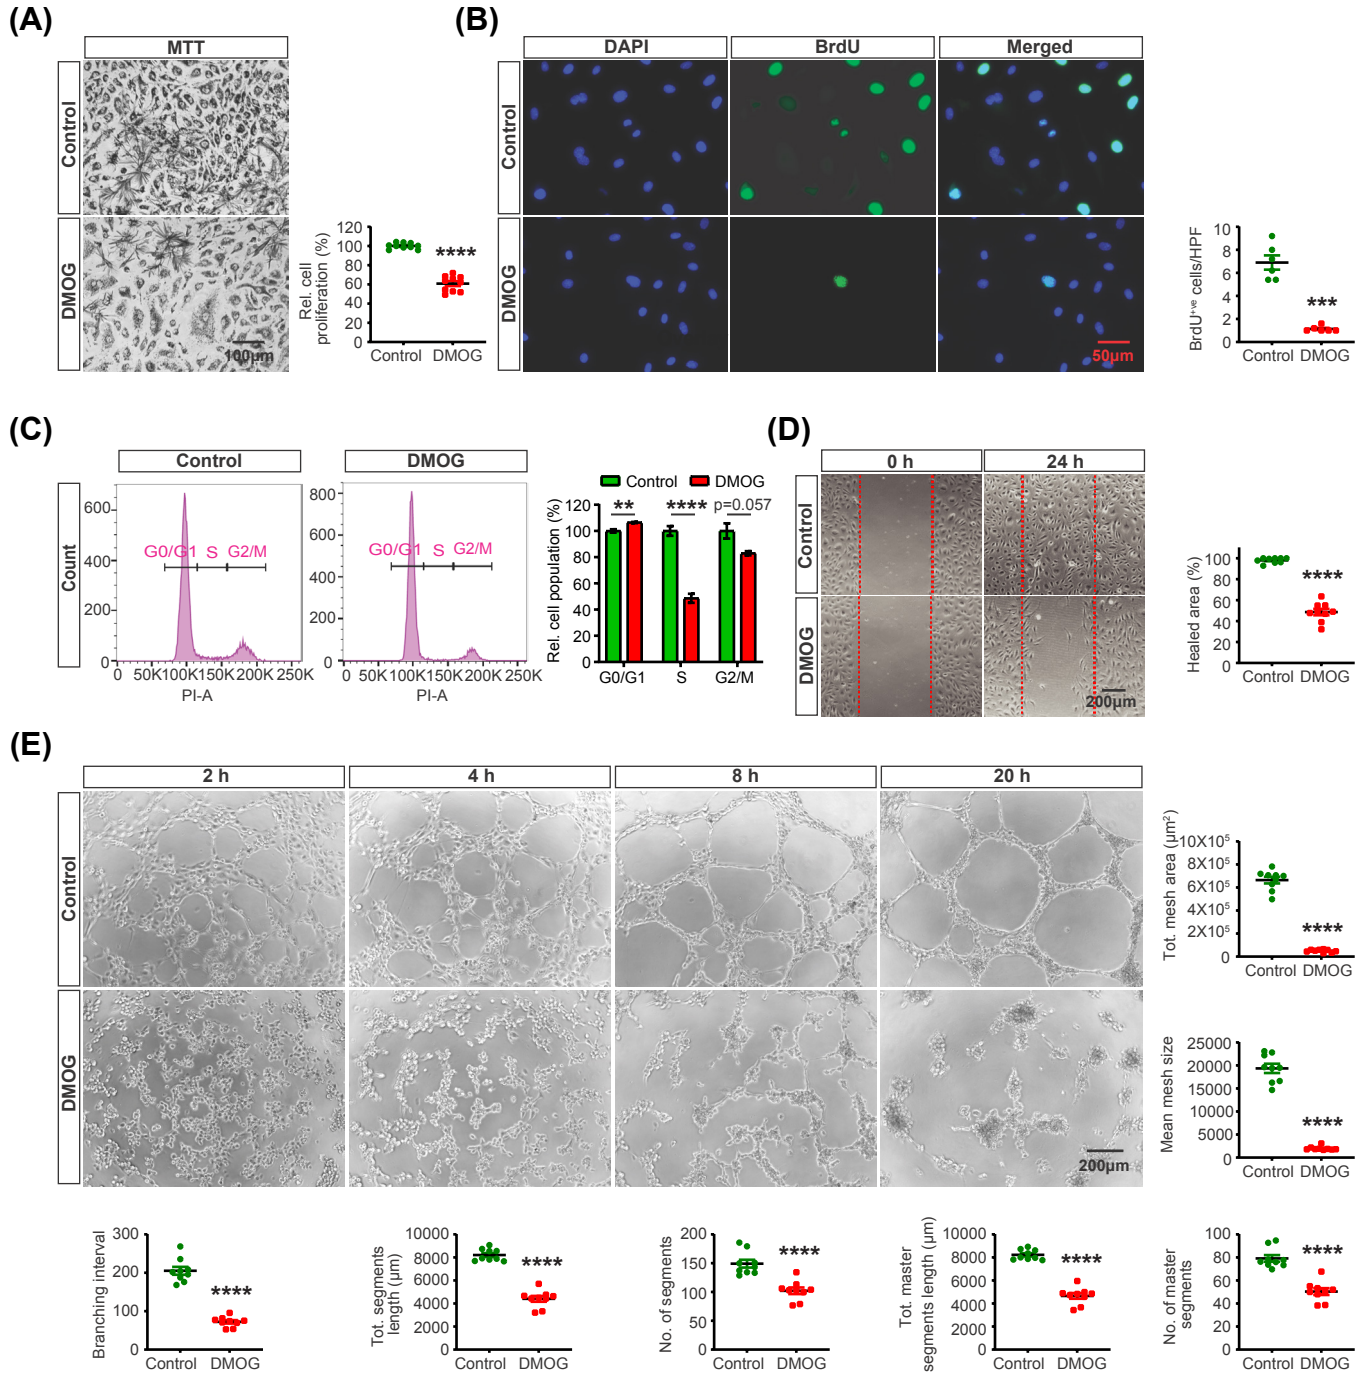 (A)
MTT
Control
DMOG
100µm
Rel. cell
proliferation (%)
120
100
80
60
40
20
0
****
Control DMOG
(B)
DAPI BrdU Merged
Control
DMOG
50µm
BrdU+ve cells/HPF
10
8
6
4
2
0
***
Control DMOG
(C)
Control DMOG
Count
600
400
200
0
G0/G1 S G2/M
0 50K 100K 150K 200K 250K
PI-A
800
600
400
200
0
G0/G1 S G2/M
0 50K 100K 150K 200K 250K
PI-A
Control DMOG
Rel. cell population (%)
120
100
80
60
40
20
0
** **** p=0.057
G0/G1 S G2/M
(D)
0 h 24 h
Control
DMOG
200µm
Healed area (%)
100
80
60
40
20
0
****
Control DMOG
(E)
2 h 4 h 8 h 20 h
Control
DMOG
200µm
Tot. mesh area (µm²)
10X10⁵
8X10⁵
6X10⁵
4X10⁵
2X10⁵
0
****
Control DMOG
Mean mesh size
25000
20000
15000
10000
5000
0
****
Control DMOG
Branching interval
300
200
100
0
****
Control DMOG
Tot. segments
length (µm)
10000
8000
6000
4000
2000
0
****
Control DMOG
No. of segments
200
150
100
50
0
****
Control DMOG
Tot. master
segments length (µm)
10000
8000
6000
4000
2000
0
****
Control DMOG
No. of master
segments
100
80
60
40
20
0
****
Control DMOG